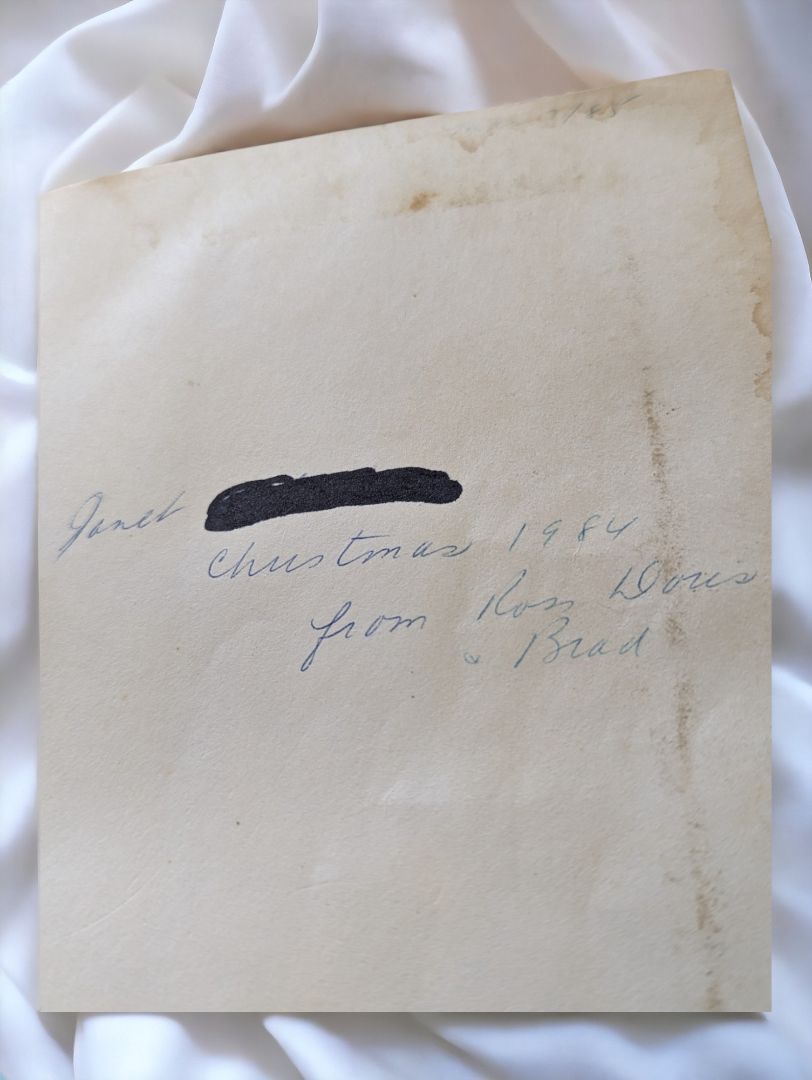 Janet
Christmas 1984
from Ross Doris
& Brad